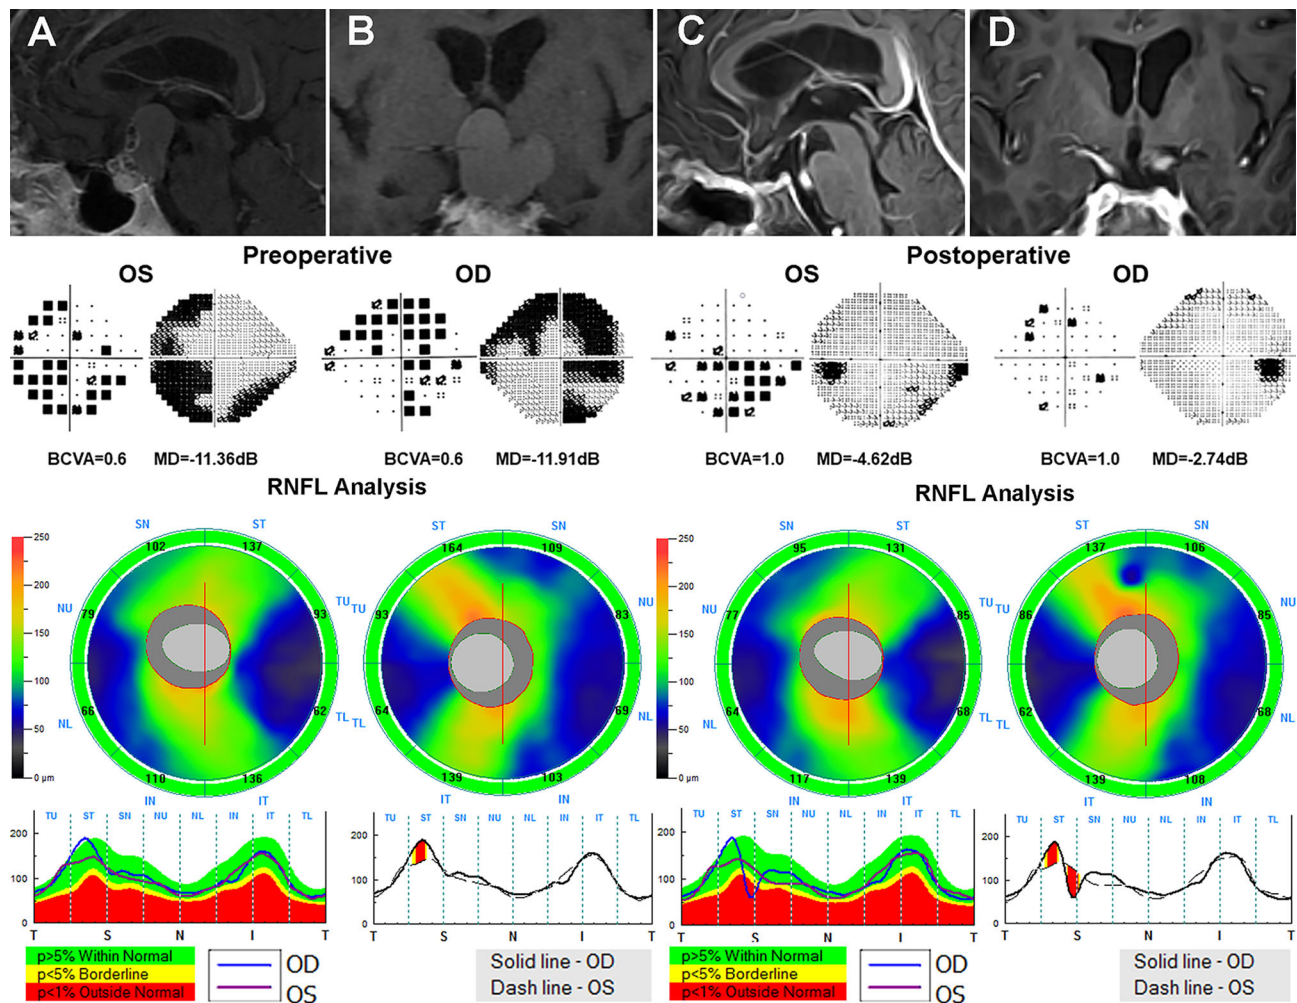 A B C D
Preoperative Postoperative
OS OD OS OD
BCVA=0.6 MD=-11.36dB BCVA=0.6 MD=-11.91dB BCVA=1.0 MD=-4.62dB BCVA=1.0 MD=-2.74dB
RNFL Analysis RNFL Analysis
SN ST ST SN SN ST ST SN
250 102 137 164 109 250 95 131 137 106
200 200
NU 79 93 TU TU 93 83 NU NU 77 85 TU TU 86 85 NU
150 150
100 100
NL 66 62 TL TL 69 NL NL 64 68 TL TL 62 68 NL
50 50
0 µm 110 136 139 103 0 µm 117 139 139 108
IN IT IT IN IN IT IT IN
TU ST SN NU NL IN IT TL TU ST SN NU NL IN IT TL TU ST SN NU NL IN IT TL TU ST SN NU NL IN IT TL
200 200 200 200
100 100 100 100
0 0 0 0
T S N I T T S N I T T S N I T T S N I T
p>5% Within Normal OD Solid line - OD p>5% Within Normal OD Solid line - OD
p<5% Borderline p<5% Borderline
p<1% Outside Normal OS Dash line - OS p<1% Outside Normal OS Dash line - OS